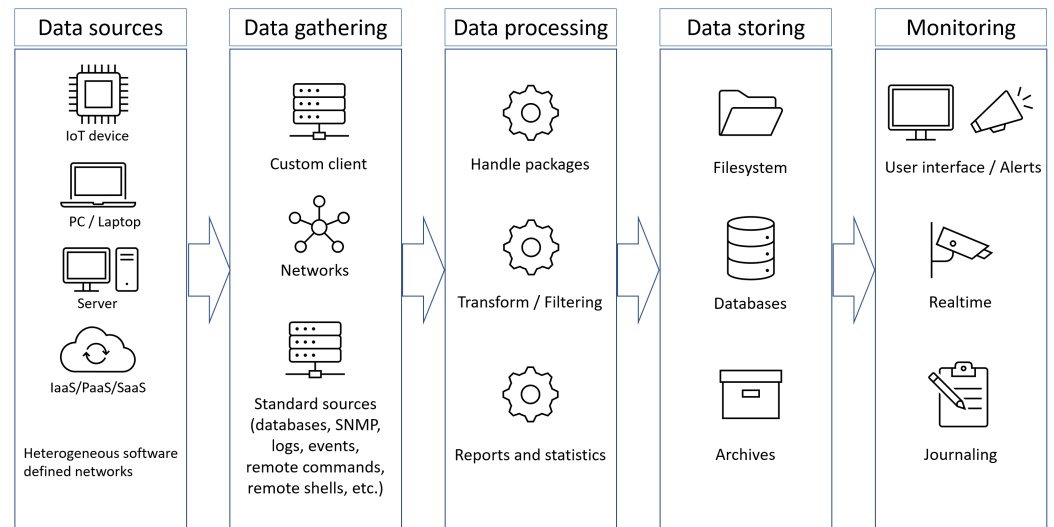 Data sources
IoT device
PC / Laptop
Server
IaaS/PaaS/SaaS
Heterogeneous software
defined networks
Data gathering
Custom client
Networks
Standard sources
(databases, SNMP,
logs, events,
remote commands,
remote shells, etc.)
Data processing
Handle packages
Transform / Filtering
Reports and statistics
Data storing
Filesystem
Databases
Archives
Monitoring
User interface / Alerts
Realtime
Journaling